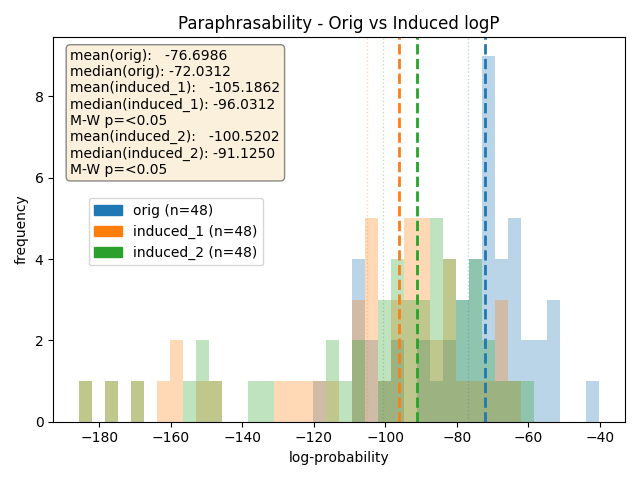 Paraphrasability - Orig vs Induced logP
mean(orig): -76.6986
median(orig): -72.0312
mean(induced_1): -105.1862
median(induced_1): -96.0312
M-W p=<0.05
mean(induced_2): -100.5202
median(induced_2): -91.1250
M-W p=<0.05
orig (n=48)
induced_1 (n=48)
induced_2 (n=48)
frequency
8
6
4
2
0
−180 −160 −140 −120 −100 −80 −60 −40
log-probability